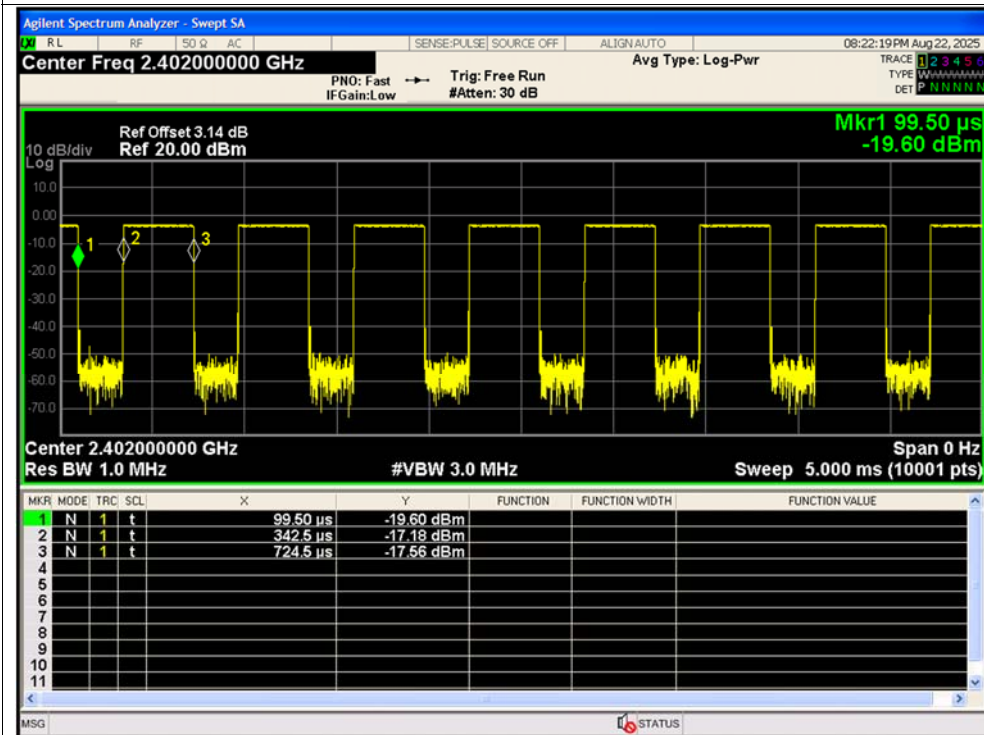 Agilent Spectrum Analyzer - Swept SA
LXI RL RF 50 Ω AC SENSE:PULSE SOURCE OFF ALIGN AUTO 08:22:19 PM Aug 22, 2025
Center Freq 2.402000000 GHz Avg Type: Log-Pwr TRACE 1 2 3 4 5 6
PNO: Fast Trig: Free Run TYPE W
IFGain:Low #Atten: 30 dB DET P N N N N N
Mkr1 99.50 µs
Ref Offset 3.14 dB -19.60 dBm
10 dB/div Ref 20.00 dBm
Log
10.0
0.00
-10.0 1 2 3
-20.0
-30.0
-40.0
-50.0
-60.0
-70.0
Center 2.402000000 GHz Span 0 Hz
Res BW 1.0 MHz #VBW 3.0 MHz Sweep 5.000 ms (10001 pts)
MKR MODE TRC SCL X Y FUNCTION FUNCTION WIDTH FUNCTION VALUE
1 N 1 t 99.50 µs -19.60 dBm
2 N 1 t 342.5 µs -17.18 dBm
3 N 1 t 724.5 µs -17.56 dBm
4
5
6
7
8
9
10
11
MSG STATUS